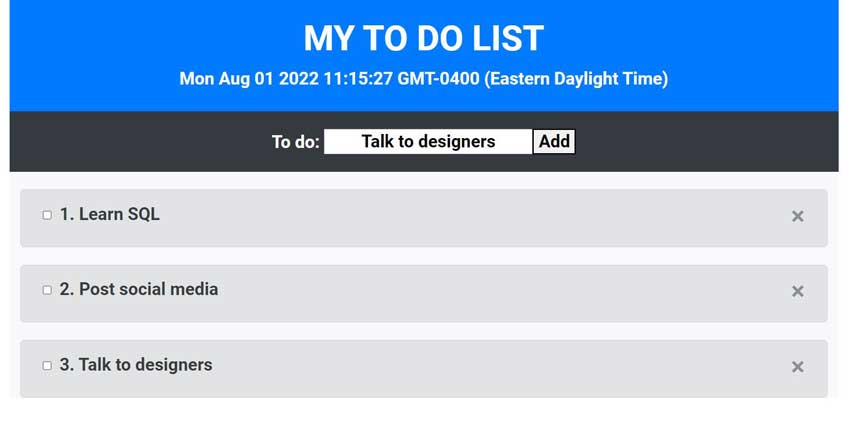 MY TO DO LIST
Mon Aug 01 2022 11:15:27 GMT-0400 (Eastern Daylight Time)
To do: Talk to designers Add
1. Learn SQL ×
2. Post social media ×
3. Talk to designers ×